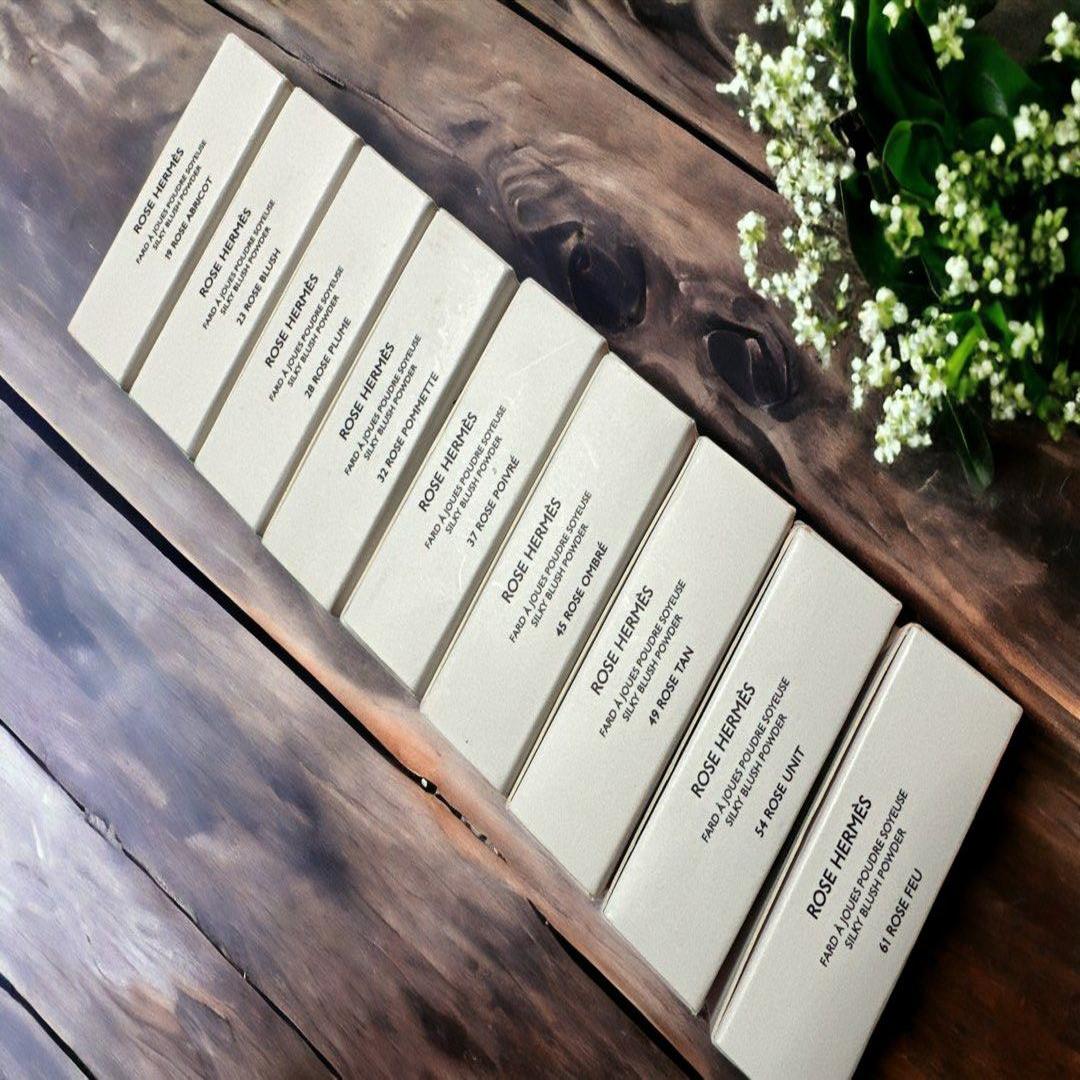 ROSE HERMÈS
FARD À JOUES POUDRE SOYEUSE
SILKY BLUSH POWDER
19 ROSE ABRICOT
ROSE HERMÈS
FARD À JOUES POUDRE SOYEUSE
SILKY BLUSH POWDER
23 ROSE BLUSH
ROSE HERMÈS
FARD À JOUES POUDRE SOYEUSE
SILKY BLUSH POWDER
28 ROSE PLUME
ROSE HERMÈS
FARD À JOUES POUDRE SOYEUSE
SILKY BLUSH POWDER
32 ROSE POMMETTE
ROSE HERMÈS
FARD À JOUES POUDRE SOYEUSE
SILKY BLUSH POWDER
37 ROSE POIVRÉ
ROSE HERMÈS
FARD À JOUES POUDRE SOYEUSE
SILKY BLUSH POWDER
45 ROSE OMBRÉ
ROSE HERMÈS
FARD À JOUES POUDRE SOYEUSE
SILKY BLUSH POWDER
49 ROSE TAN
ROSE HERMÈS
FARD À JOUES POUDRE SOYEUSE
SILKY BLUSH POWDER
54 ROSE UNIT
ROSE HERMÈS
FARD À JOUES POUDRE SOYEUSE
SILKY BLUSH POWDER
61 ROSE FEU